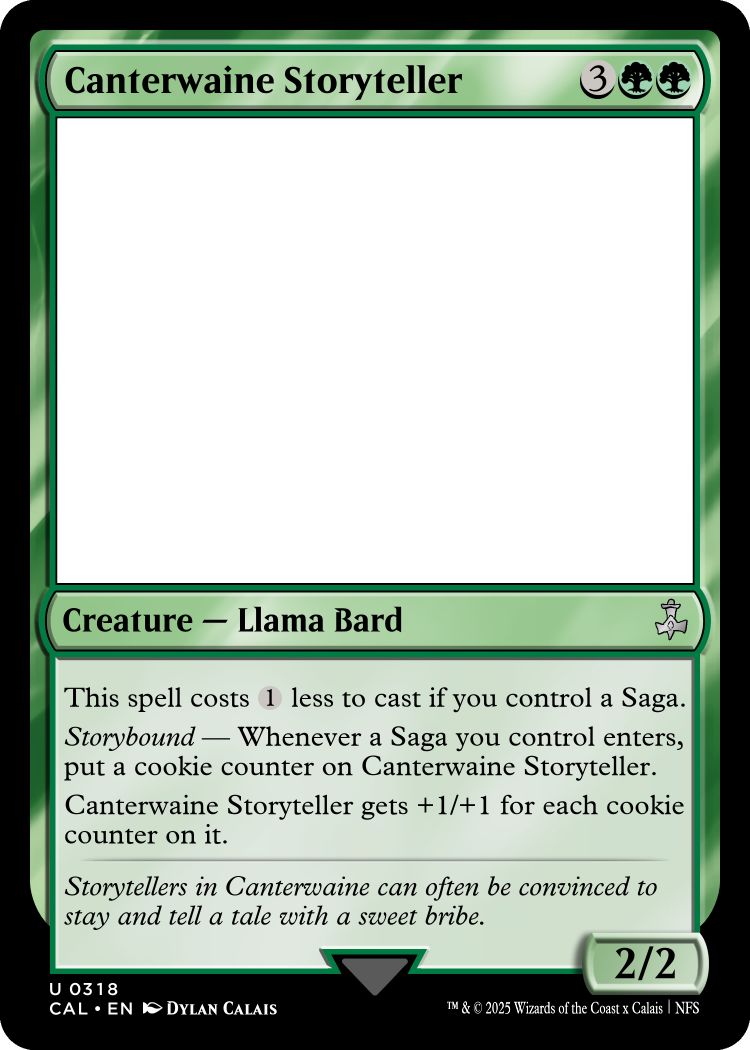 Canterwaine Storyteller 3
Creature — Llama Bard
This spell costs 1 less to cast if you control a Saga.
Storybound — Whenever a Saga you control enters,
put a cookie counter on Canterwaine Storyteller.
Canterwaine Storyteller gets +1/+1 for each cookie
counter on it.
Storytellers in Canterwaine can often be convinced to
stay and tell a tale with a sweet bribe.
2/2
U 0318
CAL • EN Dylan Calais
™ & © 2025 Wizards of the Coast x Calais | NFS